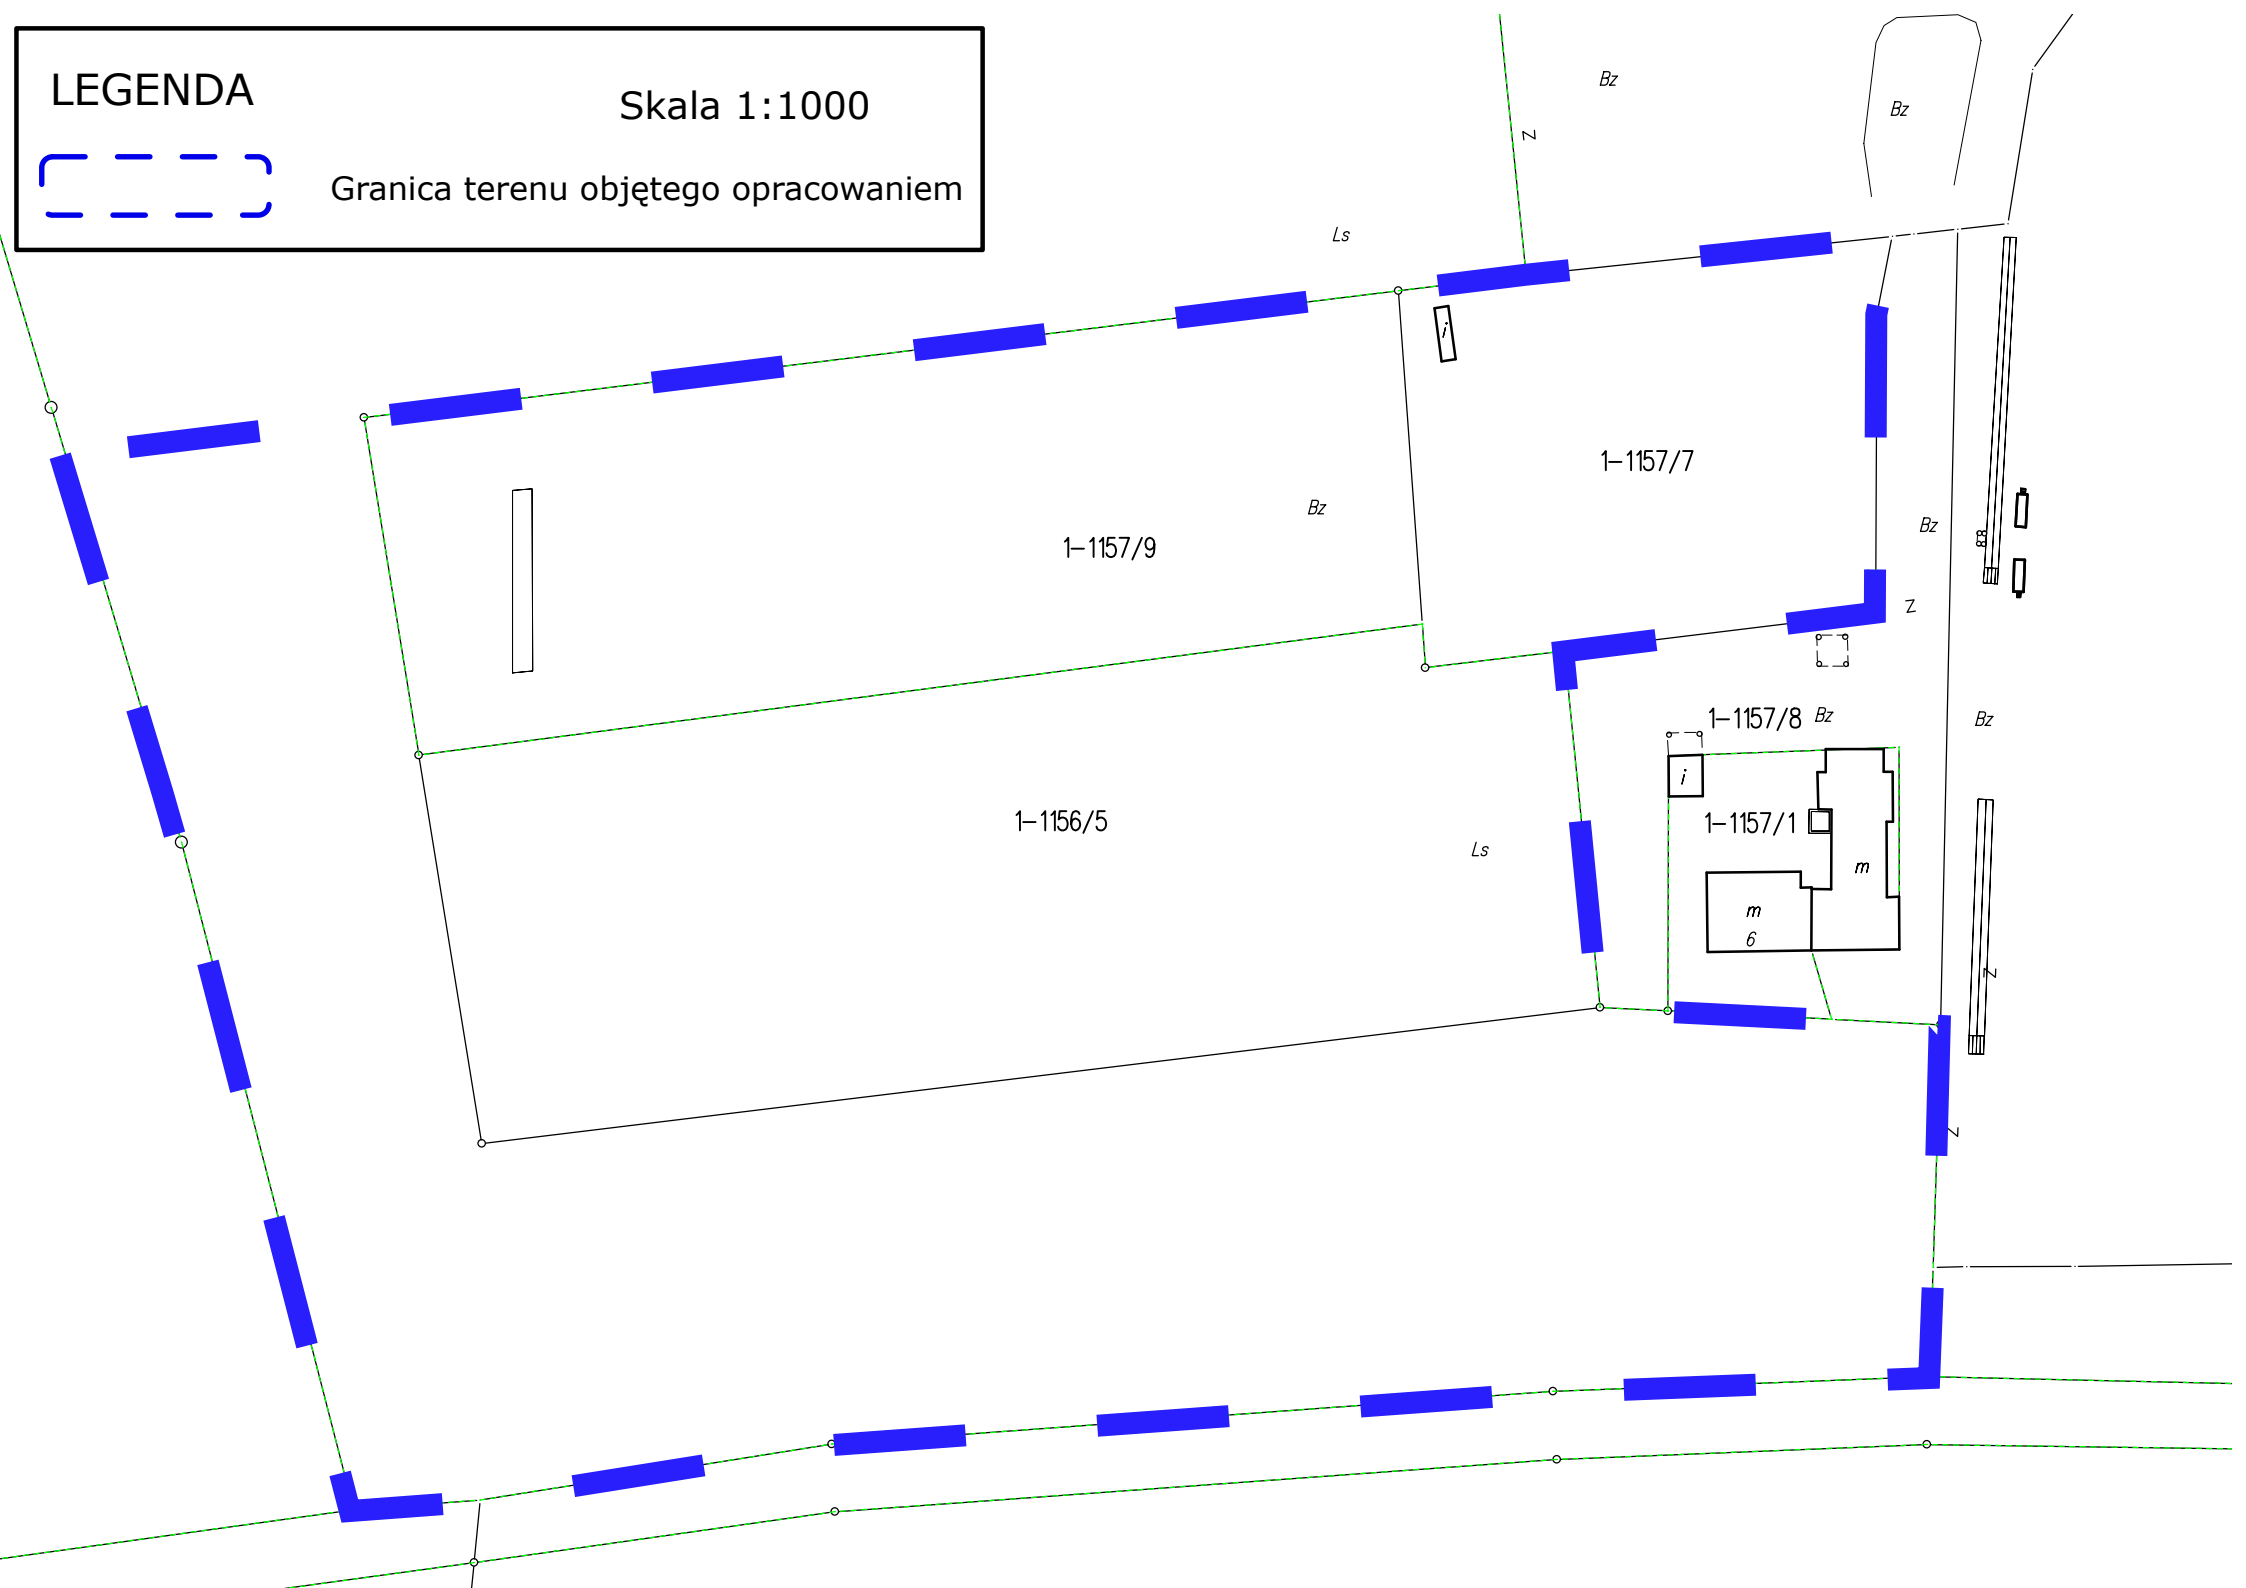 LEGENDA
Skala 1:1000
Granica terenu objętego opracowaniem
Bz
Bz
z
Ls
i
1-1157/7
Bz
1-1157/9
Bz
z
1-1157/8
Bz
Bz
i
1-1156/5
1-1157/1
Ls
m
m
6
z
z